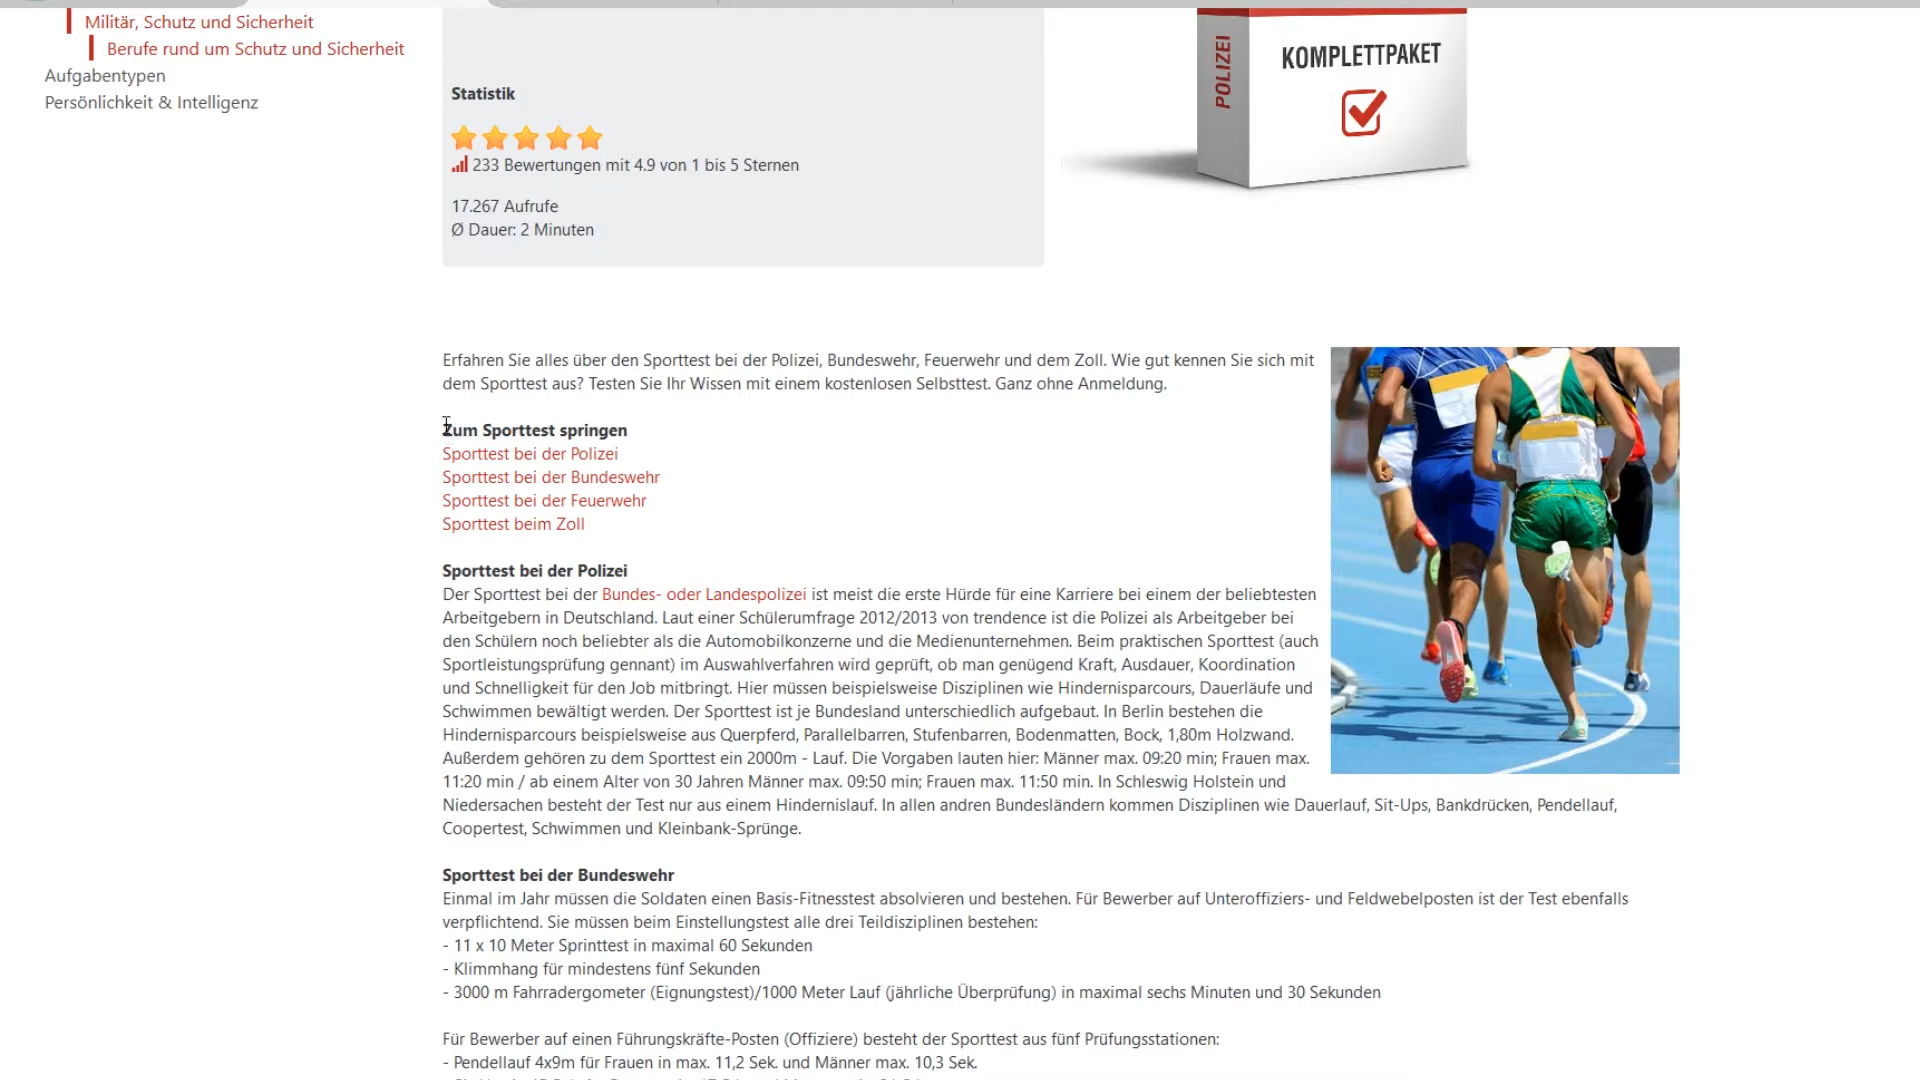 Militär, Schutz und Sicherheit
Berufe rund um Schutz und Sicherheit
Aufgabentypen
Persönlichkeit & Intelligenz
Statistik
233 Bewertungen mit 4.9 von 1 bis 5 Sternen
17.267 Aufrufe
Ø Dauer: 2 Minuten
POLIZEI
KOMPLETTPAKET
Erfahren Sie alles über den Sporttest bei der Polizei, Bundeswehr, Feuerwehr und dem Zoll. Wie gut kennen Sie sich mit
dem Sporttest aus? Testen Sie Ihr Wissen mit einem kostenlosen Selbsttest. Ganz ohne Anmeldung.
Zum Sporttest springen
Sporttest bei der Polizei
Sporttest bei der Bundeswehr
Sporttest bei der Feuerwehr
Sporttest beim Zoll
Sporttest bei der Polizei
Der Sporttest bei der Bundes- oder Landespolizei ist meist die erste Hürde für eine Karriere bei einem der beliebtesten
Arbeitgebern in Deutschland. Laut einer Schülerumfrage 2012/2013 von trendence ist die Polizei als Arbeitgeber bei
den Schülern noch beliebter als die Automobilkonzerne und die Medienunternehmen. Beim praktischen Sporttest (auch
Sportleistungsprüfung gennant) im Auswahlverfahren wird geprüft, ob man genügend Kraft, Ausdauer, Koordination
und Schnelligkeit für den Job mitbringt. Hier müssen beispielsweise Disziplinen wie Hindernisparcours, Dauerläufe und
Schwimmen bewältigt werden. Der Sporttest ist je Bundesland unterschiedlich aufgebaut. In Berlin bestehen die
Hindernisparcours beispielsweise aus Querpferd, Parallelbarren, Stufenbarren, Bodenmatten, Bock, 1,80m Holzwand.
Außerdem gehören zu dem Sporttest ein 2000m - Lauf. Die Vorgaben lauten hier: Männer max. 09:20 min; Frauen max.
11:20 min / ab einem Alter von 30 Jahren Männer max. 09:50 min; Frauen max. 11:50 min. In Schleswig Holstein und
Niedersachen besteht der Test nur aus einem Hindernislauf. In allen andren Bundesländern kommen Disziplinen wie Dauerlauf, Sit-Ups, Bankdrücken, Pendellauf,
Coopertest, Schwimmen und Kleinbank-Sprünge.
Sporttest bei der Bundeswehr
Einmal im Jahr müssen die Soldaten einen Basis-Fitnesstest absolvieren und bestehen. Für Bewerber auf Unteroffiziers- und Feldwebelposten ist der Test ebenfalls
verpflichtend. Sie müssen beim Einstellungstest alle drei Teildisziplinen bestehen:
- 11 x 10 Meter Sprinttest in maximal 60 Sekunden
- Klimmhang für mindestens fünf Sekunden
- 3000 m Fahrradergometer (Eignungstest)/1000 Meter Lauf (jährliche Überprüfung) in maximal sechs Minuten und 30 Sekunden
Für Bewerber auf einen Führungskräfte-Posten (Offiziere) besteht der Sporttest aus fünf Prüfungsstationen:
- Pendellauf 4x9m für Frauen in max. 11,2 Sek. und Männer max. 10,3 Sek.